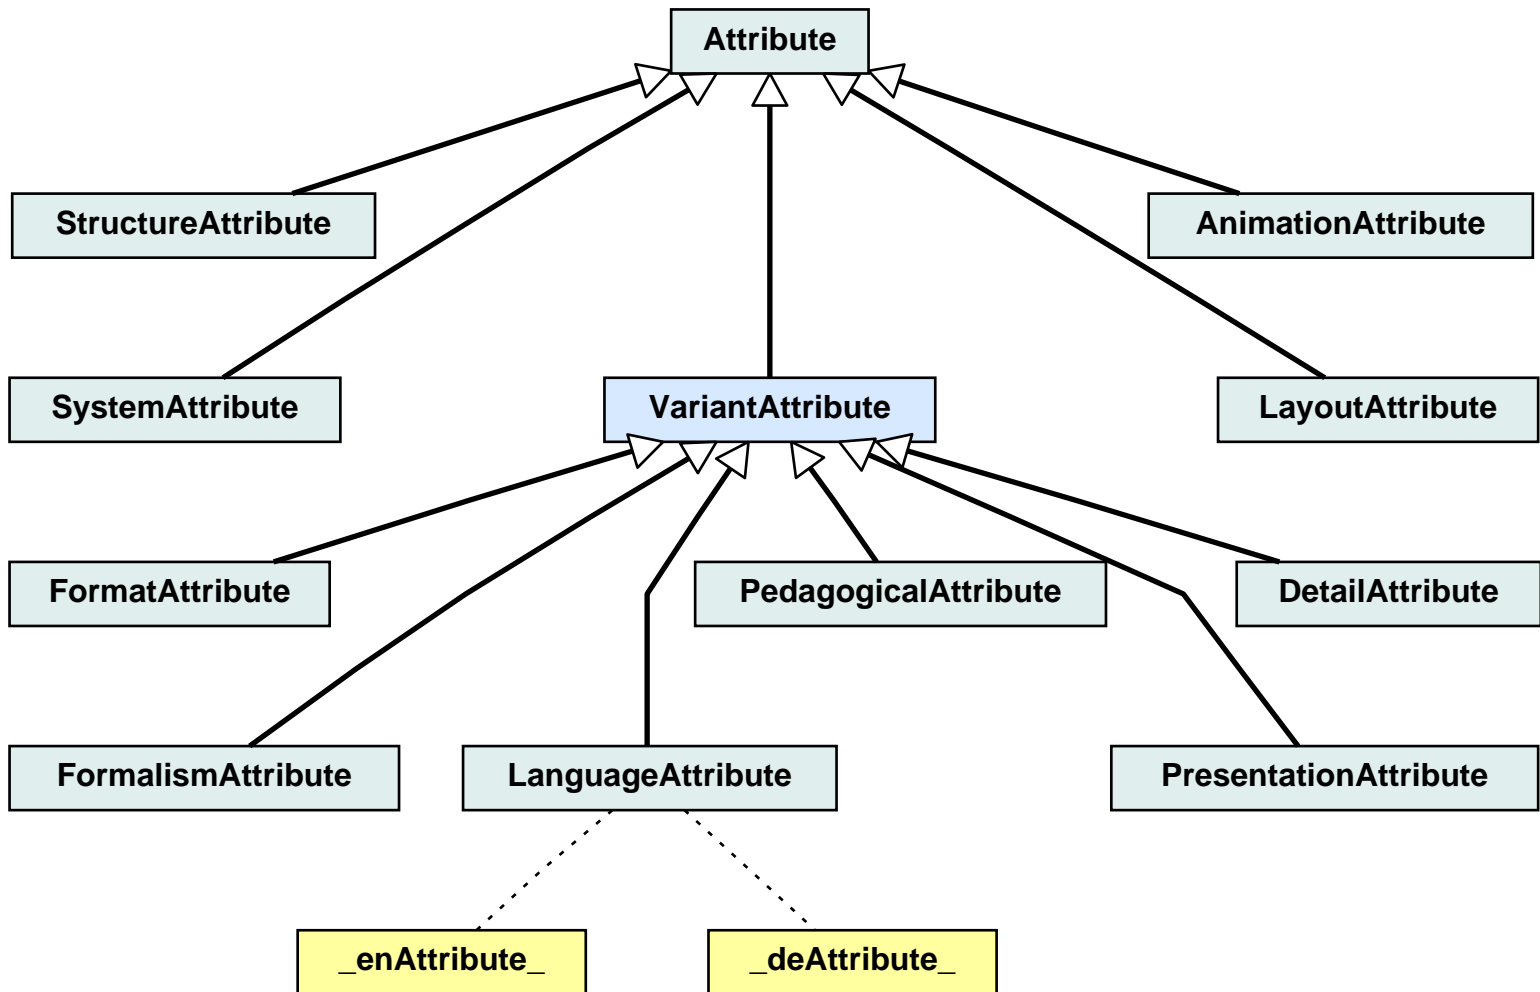 Attribute
StructureAttribute
AnimationAttribute
SystemAttribute
VariantAttribute
LayoutAttribute
FormatAttribute
PedagogicalAttribute
DetailAttribute
FormalismAttribute
LanguageAttribute
PresentationAttribute
_enAttribute_
_deAttribute_